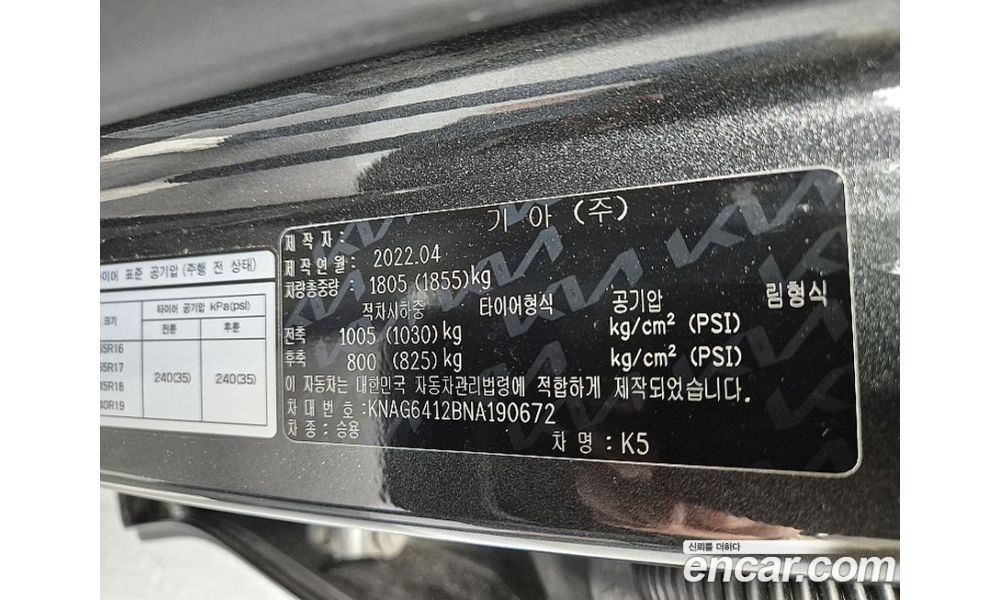 제 작 자 : 기 아 (주)
제작연월 : 2022.04
차량총중량 : 1805 (1855)kg
적차시하중 타이어형식 공기압 림형식
kg/cm² (PSI)
전축 1005 (1030) kg
kg/cm² (PSI)
후축 800 (825) kg
이 자동차는 대한민국 자동차관리법령에 적합하게 제작되었습니다.
차 대 번 호 : KNAG6412BNA190672
차 종 : 승용
차 명 : K5
타이어 표준 공기압 (주행 전 상태)
크기 타이어 공기압 kPa(psi)
전륜 후륜
5R16
5R17
5R18
0R19
240(35) 240(35)
신뢰를 더하다
encar.com